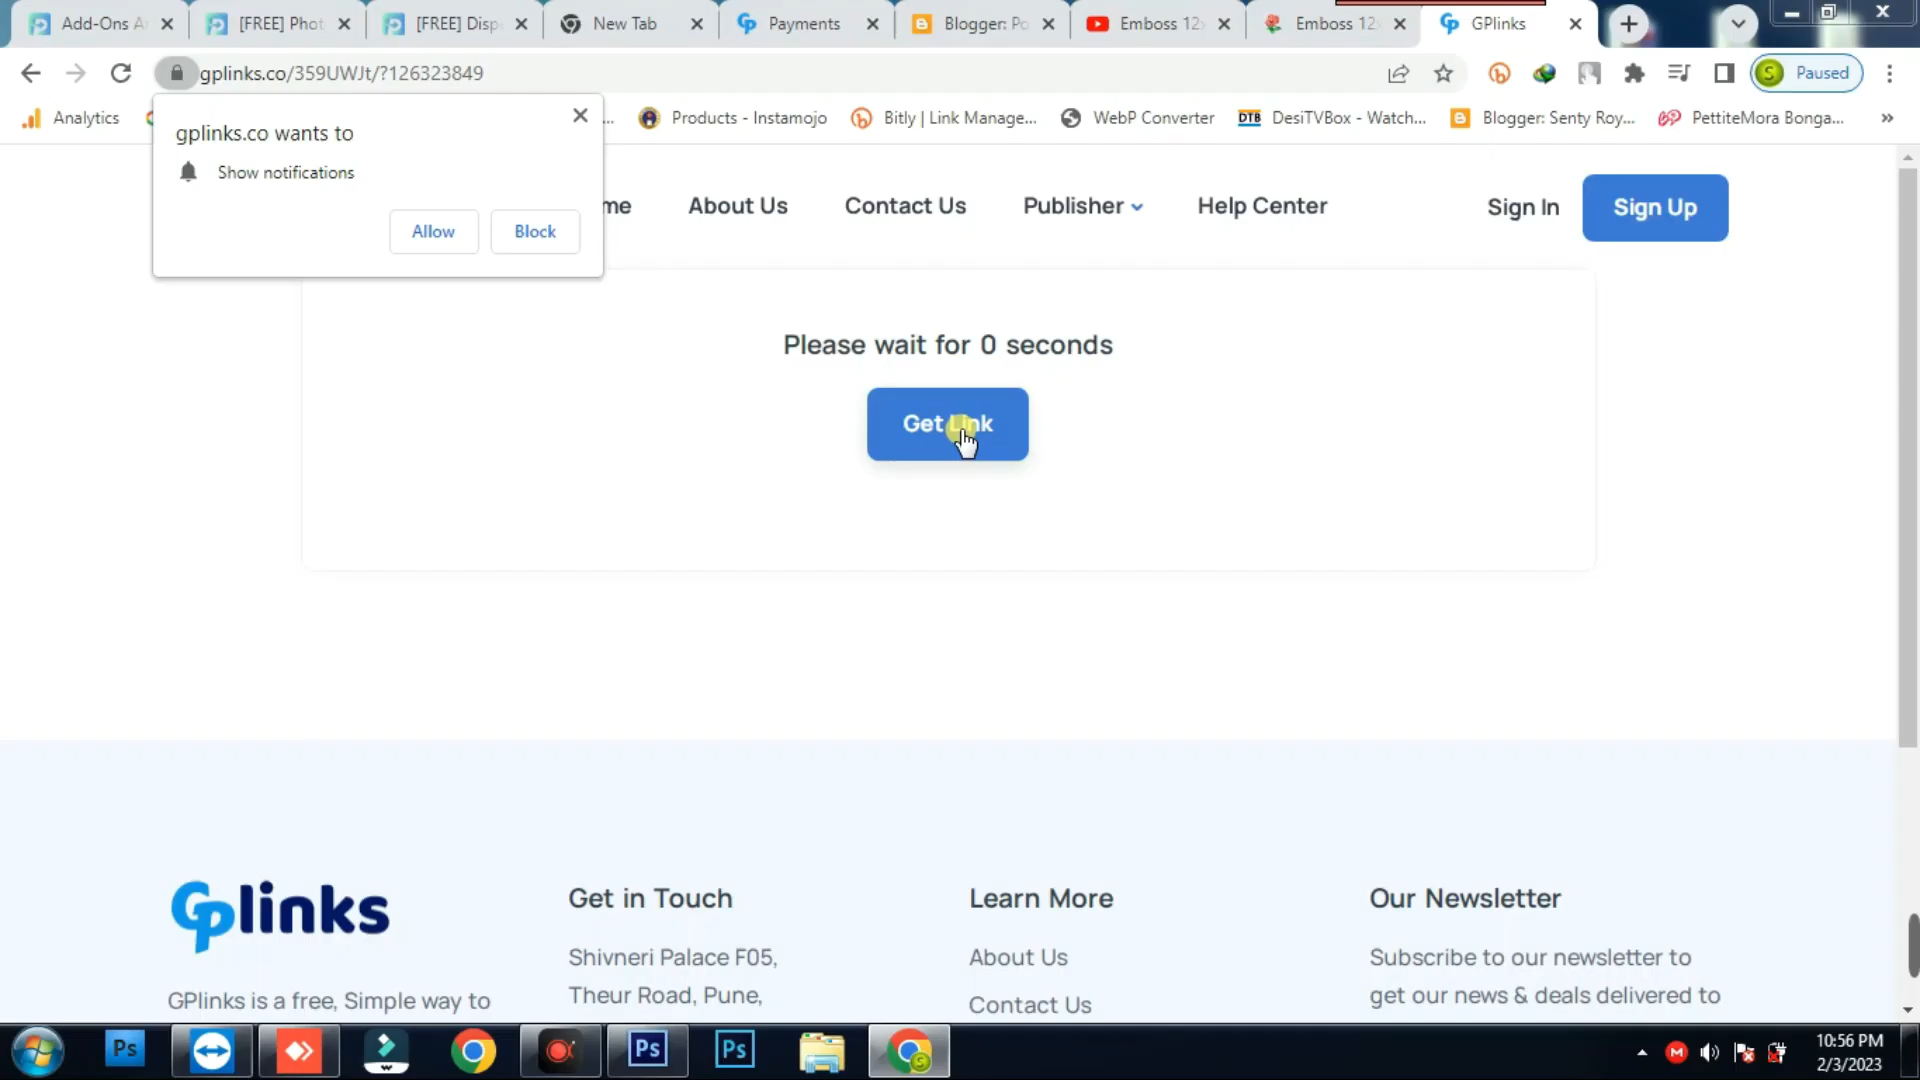 Add-Ons A
[FREE] Phot
[FREE] Disp
New Tab
Payments
Blogger: Po
Emboss 12
Emboss 12
GPlinks
gplinks.co/359UWJt/?126323849
S
Paused
Analytics
...
Products - Instamojo
Bitly | Link Manage...
WebP Converter
DTB
DesiTVBox - Watch...
Blogger: Senty Roy...
PettiteMora Bonga...
»
gplinks.co wants to
Show notifications
Allow
Block
me
About Us
Contact Us
Publisher
Help Center
Sign In
Sign Up
Please wait for 0 seconds
Get Link
GPlinks
GPlinks is a free, Simple way to
Get in Touch
Shivneri Palace F05,
Theur Road, Pune,
Learn More
About Us
Contact Us
Our Newsletter
Subscribe to our newsletter to
get our news & deals delivered to
Ps
W
Ps
Ps
M
10:56 PM
2/3/2023